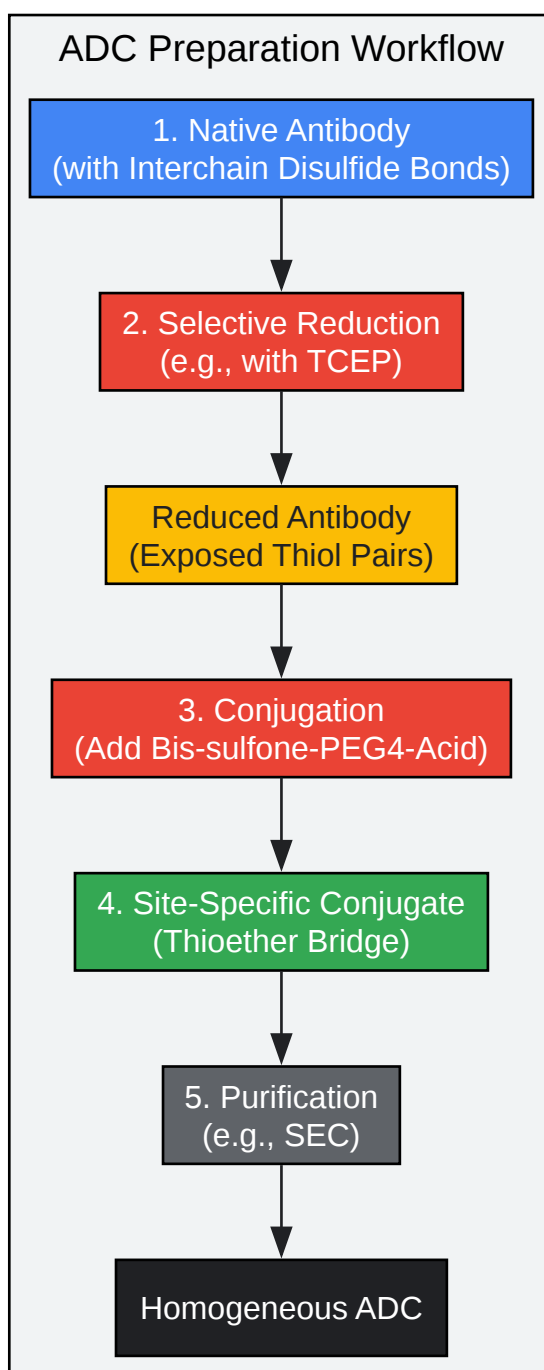 ADC Preparation Workflow
1. Native Antibody
(with Interchain Disulfide Bonds)
2. Selective Reduction
(e.g., with TCEP)
Reduced Antibody
(Exposed Thiol Pairs)
3. Conjugation
(Add Bis-sulfone-PEG4-Acid)
4. Site-Specific Conjugate
(Thioether Bridge)
5. Purification
(e.g., SEC)
Homogeneous ADC